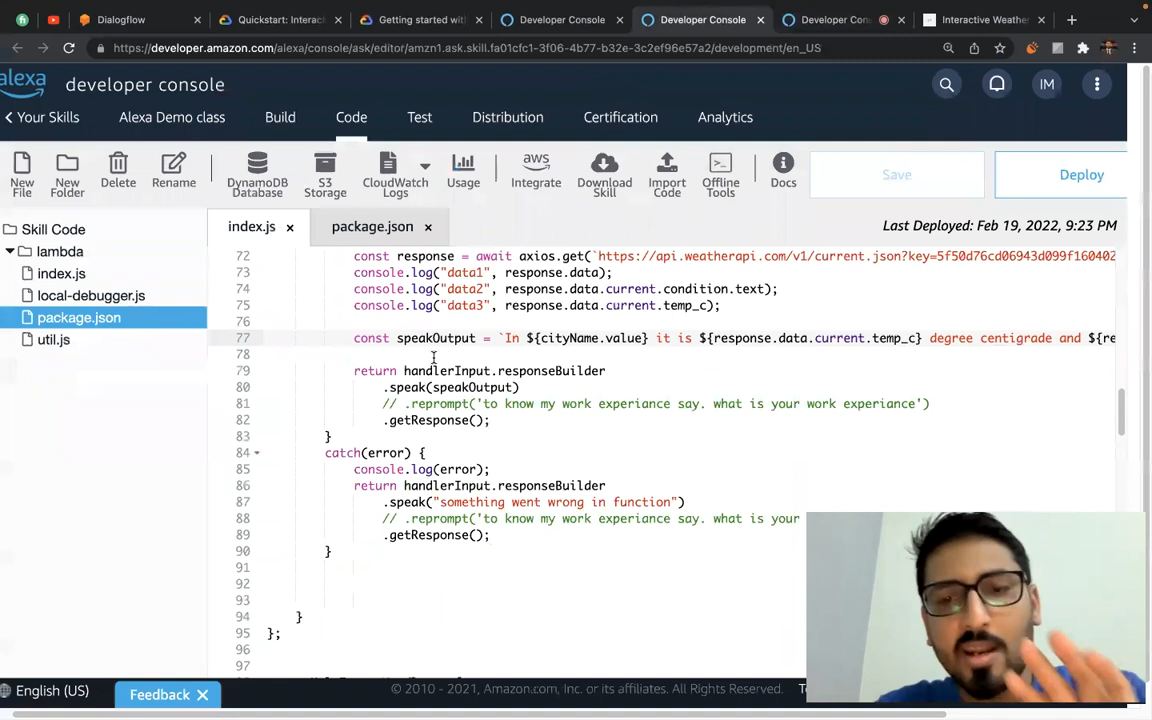 Dialogflow
Quickstart: Interac
Getting started with
Developer Console
Developer Console
Developer Con
Interactive Weathe
https://developer.amazon.com/alexa/console/ask/editor/amzn1.ask.skill.fa01cfc1-3f06-4b77-b32e-3c2ef96e57a2/development/en_US
alexa developer console
IM
Your Skills
Alexa Demo class
Build
Code
Test
Distribution
Certification
Analytics
New File
New Folder
Delete
Rename
DynamoDB Database
S3 Storage
CloudWatch Logs
Usage
aws Integrate
Download Skill
Import Code
Offline Tools
Docs
Save
Deploy
Skill Code
lambda
index.js
local-debugger.js
package.json
util.js
index.js
package.json
Last Deployed: Feb 19, 2022, 9:23 PM
72 const response = await axios.get(`https://api.weatherapi.com/v1/current.json?key=5f50d76cd06943d099f160402
73 console.log("data1", response.data);
74 console.log("data2", response.data.current.condition.text);
75 console.log("data3", response.data.current.temp_c);
76
77 const speakOutput = `In ${cityName.value} it is ${response.data.current.temp_c} degree centigrade and ${re
78
79 return handlerInput.responseBuilder
80 .speak(speakOutput)
81 // .reprompt('to know my work experiance say. what is your work experiance')
82 .getResponse();
83 }
84 catch(error) {
85 console.log(error);
86 return handlerInput.responseBuilder
87 .speak("something went wrong in function")
88 // .reprompt('to know my work experiance say. what is your
89 .getResponse();
90 }
91
92
93
94 }
95 };
96
97
English (US)
Feedback
© 2010 - 2021, Amazon.com, Inc. or its affiliates. All Rights Reserved.